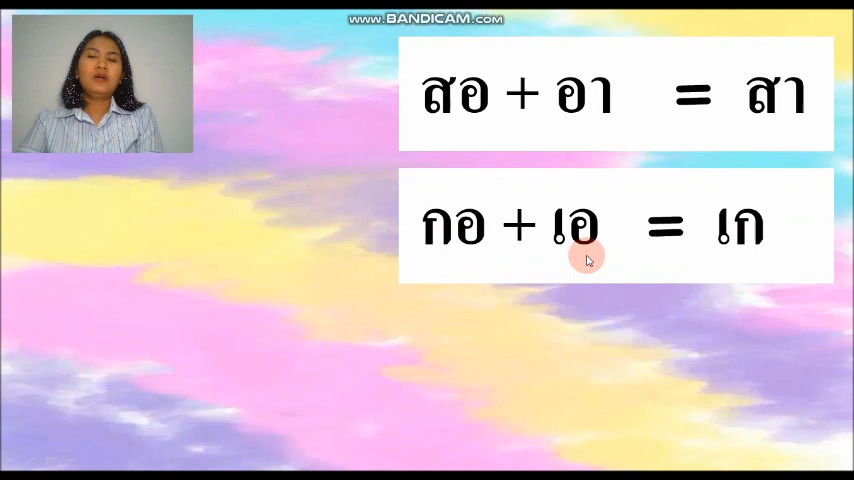 WWW.BANDICAM.COM
สอ + อา = สา
กอ + เอ = เก